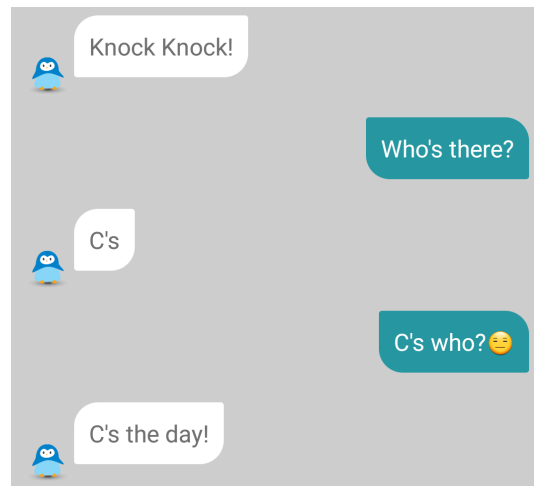 Knock Knock!
Who's there?
C's
C's who?😑
C's the day!